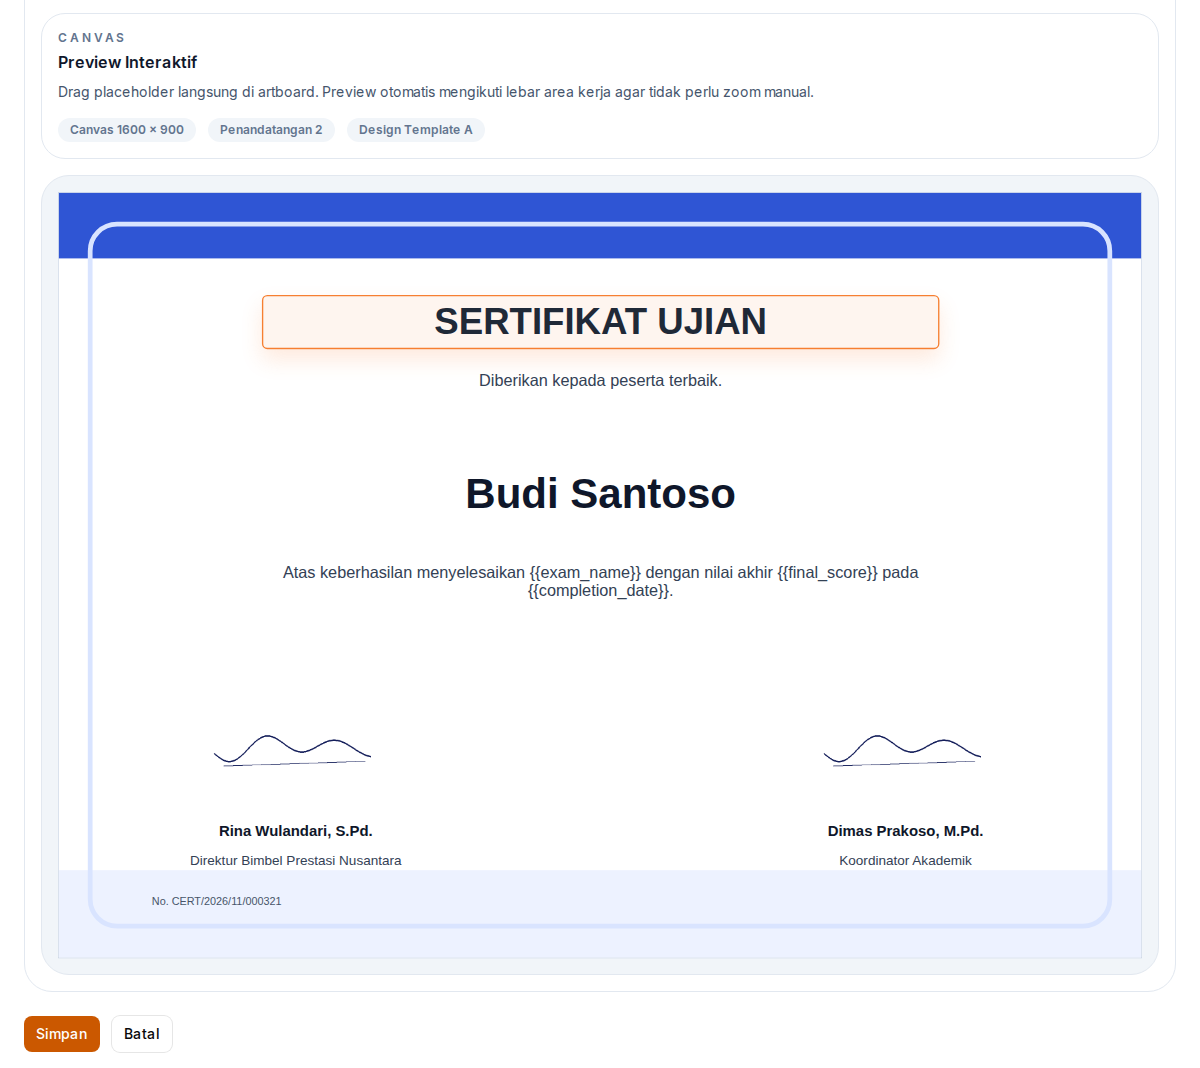 CANVAS
Preview Interaktif
Drag placeholder langsung di artboard. Preview otomatis mengikuti lebar area kerja agar tidak perlu zoom manual.
Canvas 1600 × 900
Penandatangan 2
Design Template A
SERTIFIKAT UJIAN
Diberikan kepada peserta terbaik.
Budi Santoso
Atas keberhasilan menyelesaikan {{exam_name}} dengan nilai akhir {{final_score}} pada
{{completion_date}}.
Rina Wulandari, S.Pd.
Direktur Bimbel Prestasi Nusantara
Dimas Prakoso, M.Pd.
Koordinator Akademik
No. CERT/2026/11/000321
Simpan
Batal